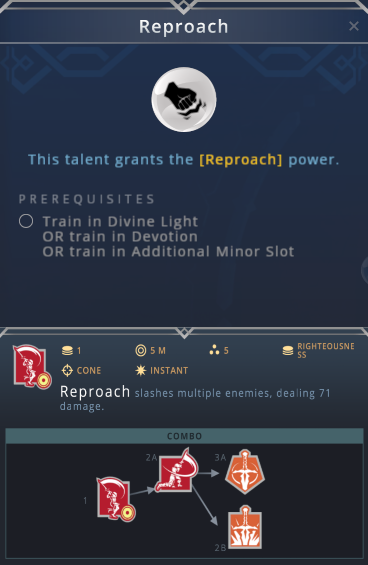 Reproach
This talent grants the [Reproach] power.
PREREQUISITES
Train in Divine Light
OR train in Devotion
OR train in Additional Minor Slot
1
5 M
5
RIGHTEOUSNE
SS
CONE
INSTANT
Reproach slashes multiple enemies, dealing 71
damage.
COMBO
2A
3A
1
2B